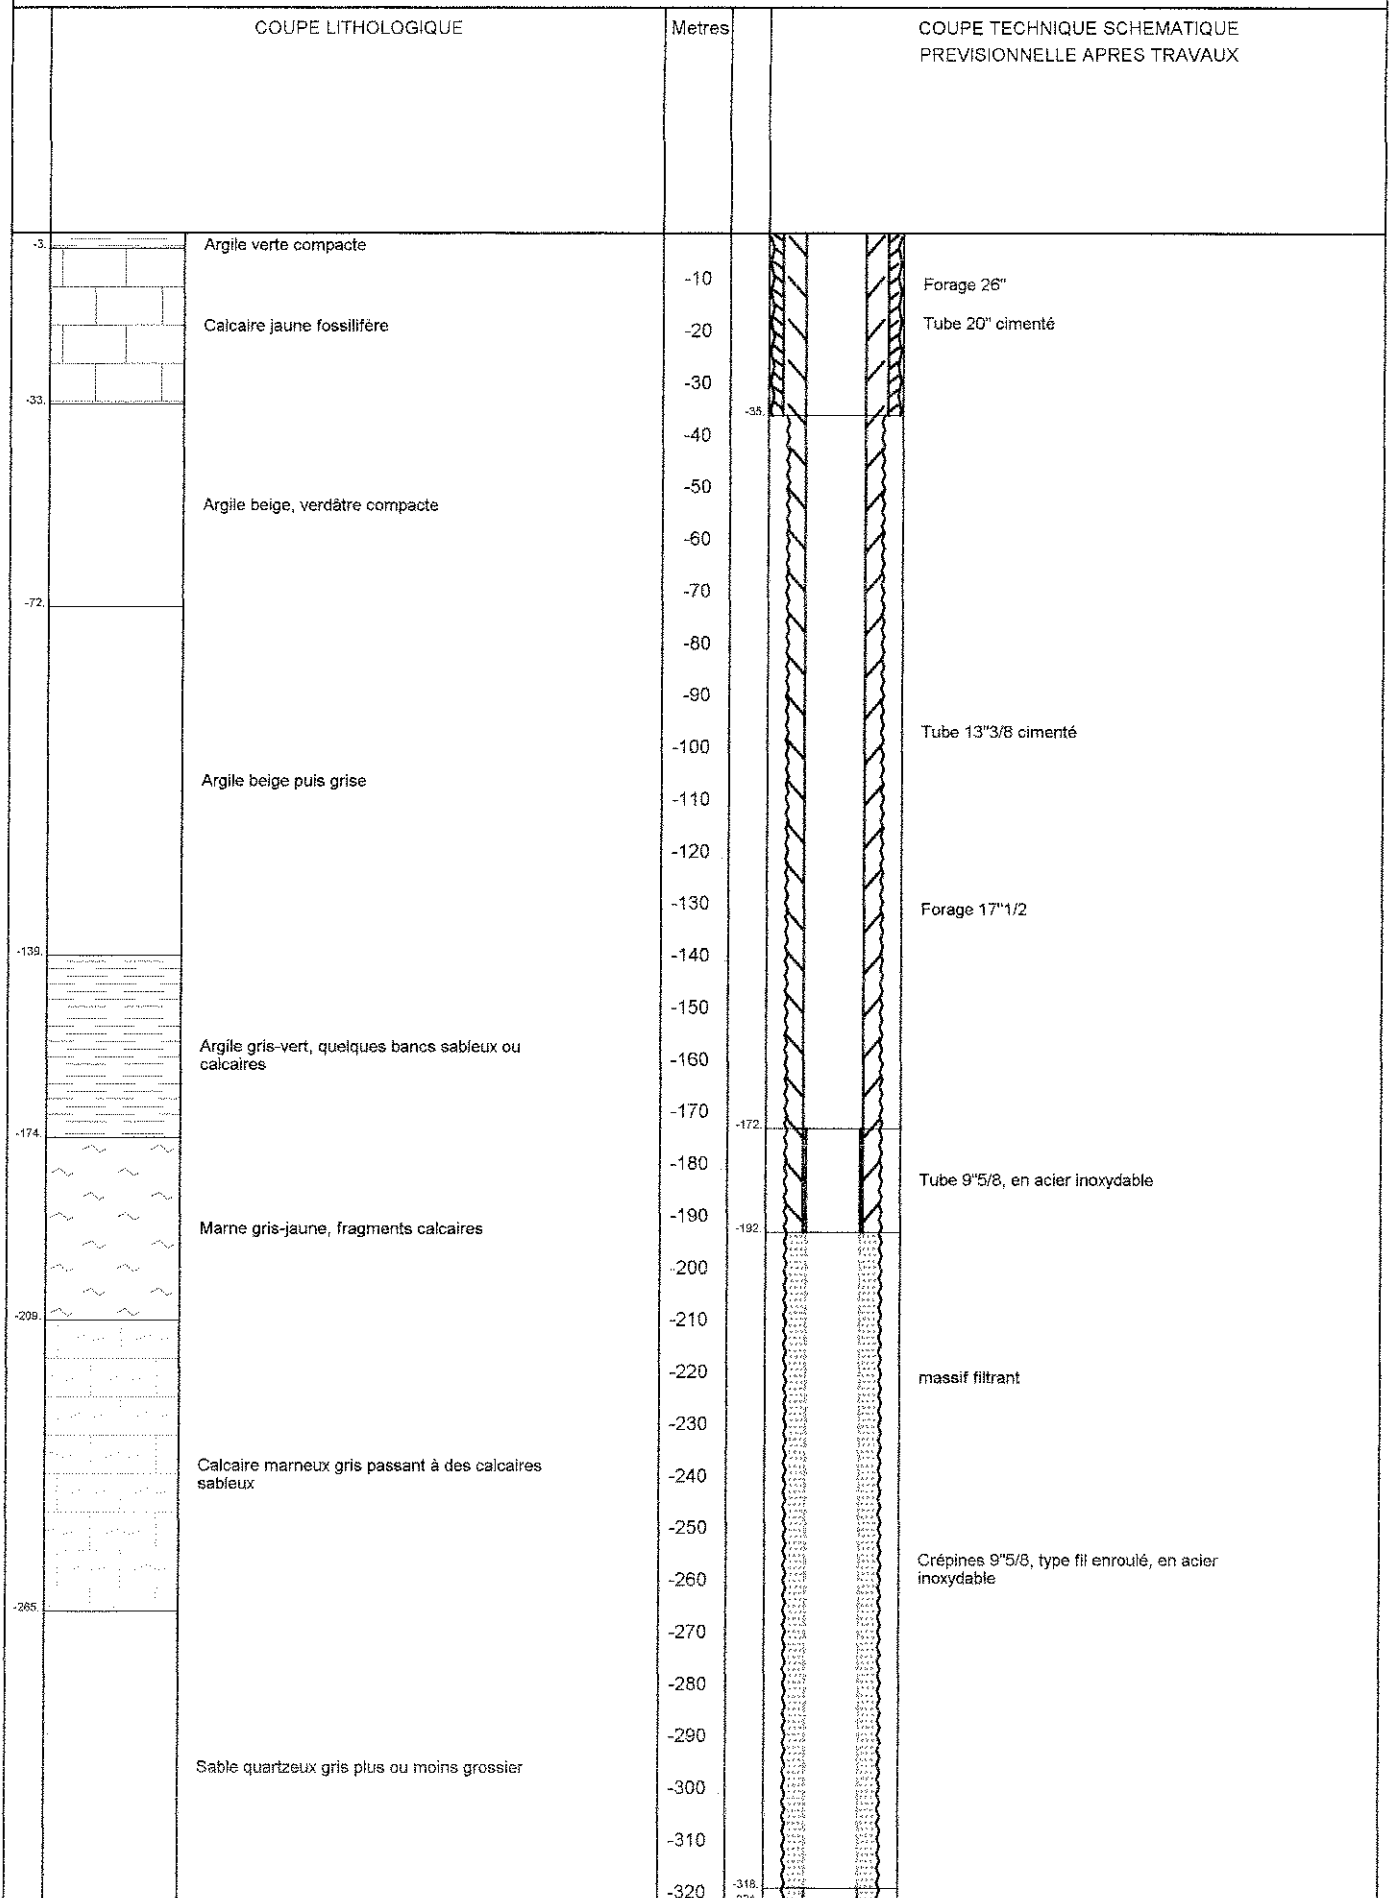 COUPE LITHOLOGIQUE
Metres
COUPE TECHNIQUE SCHEMATIQUE
PREVISIONNELLE APRES TRAVAUX
-3.
Argile verte compacte
-10
Forage 26"
Calcaire jaune fossilifère
-20
Tube 20" cimenté
-30
-33.
-35.
-40
-50
Argile beige, verdâtre compacte
-60
-70
-72.
-80
-90
Tube 13"3/8 cimenté
-100
Argile beige puis grise
-110
-120
-130
Forage 17"1/2
-139.
-140
-150
Argile gris-vert, quelques bancs sableux ou
calcaires
-160
-170
-172.
-174.
-180
Tube 9"5/8, en acier inoxydable
-190
Marne gris-jaune, fragments calcaires
-192.
-200
-209.
-210
-220
massif filtrant
-230
Calcaire marneux gris passant à des calcaires
sableux
-240
-250
Crépines 9"5/8, type fil enroulé, en acier
inoxydable
-260
-265.
-270
-280
-290
Sable quartzeux gris plus ou moins grossier
-300
-310
-318.
-320